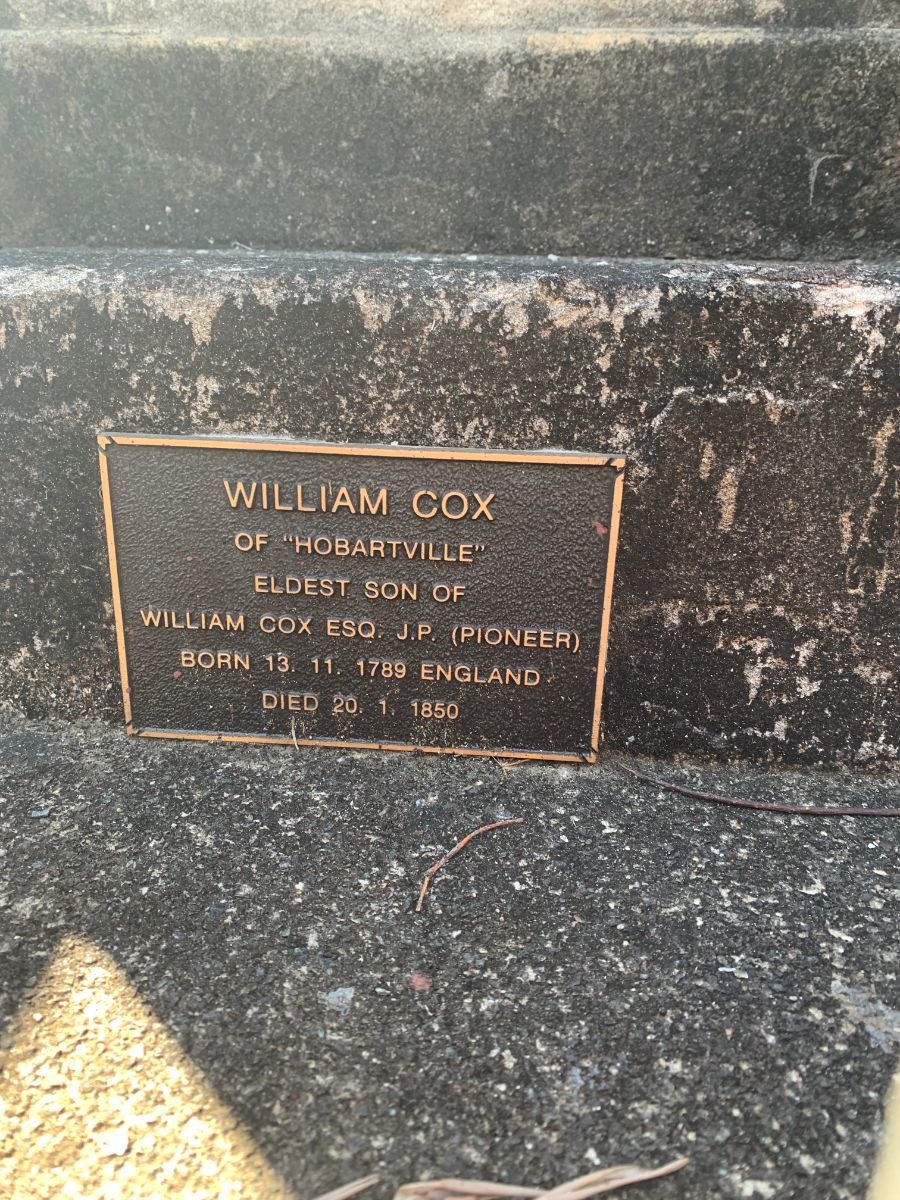 WILLIAM COX
OF "HOBARTVILLE"
ELDEST SON OF
WILLIAM COX ESQ. J.P. (PIONEER)
BORN 13. 11. 1789 ENGLAND
DIED 20. 1. 1850